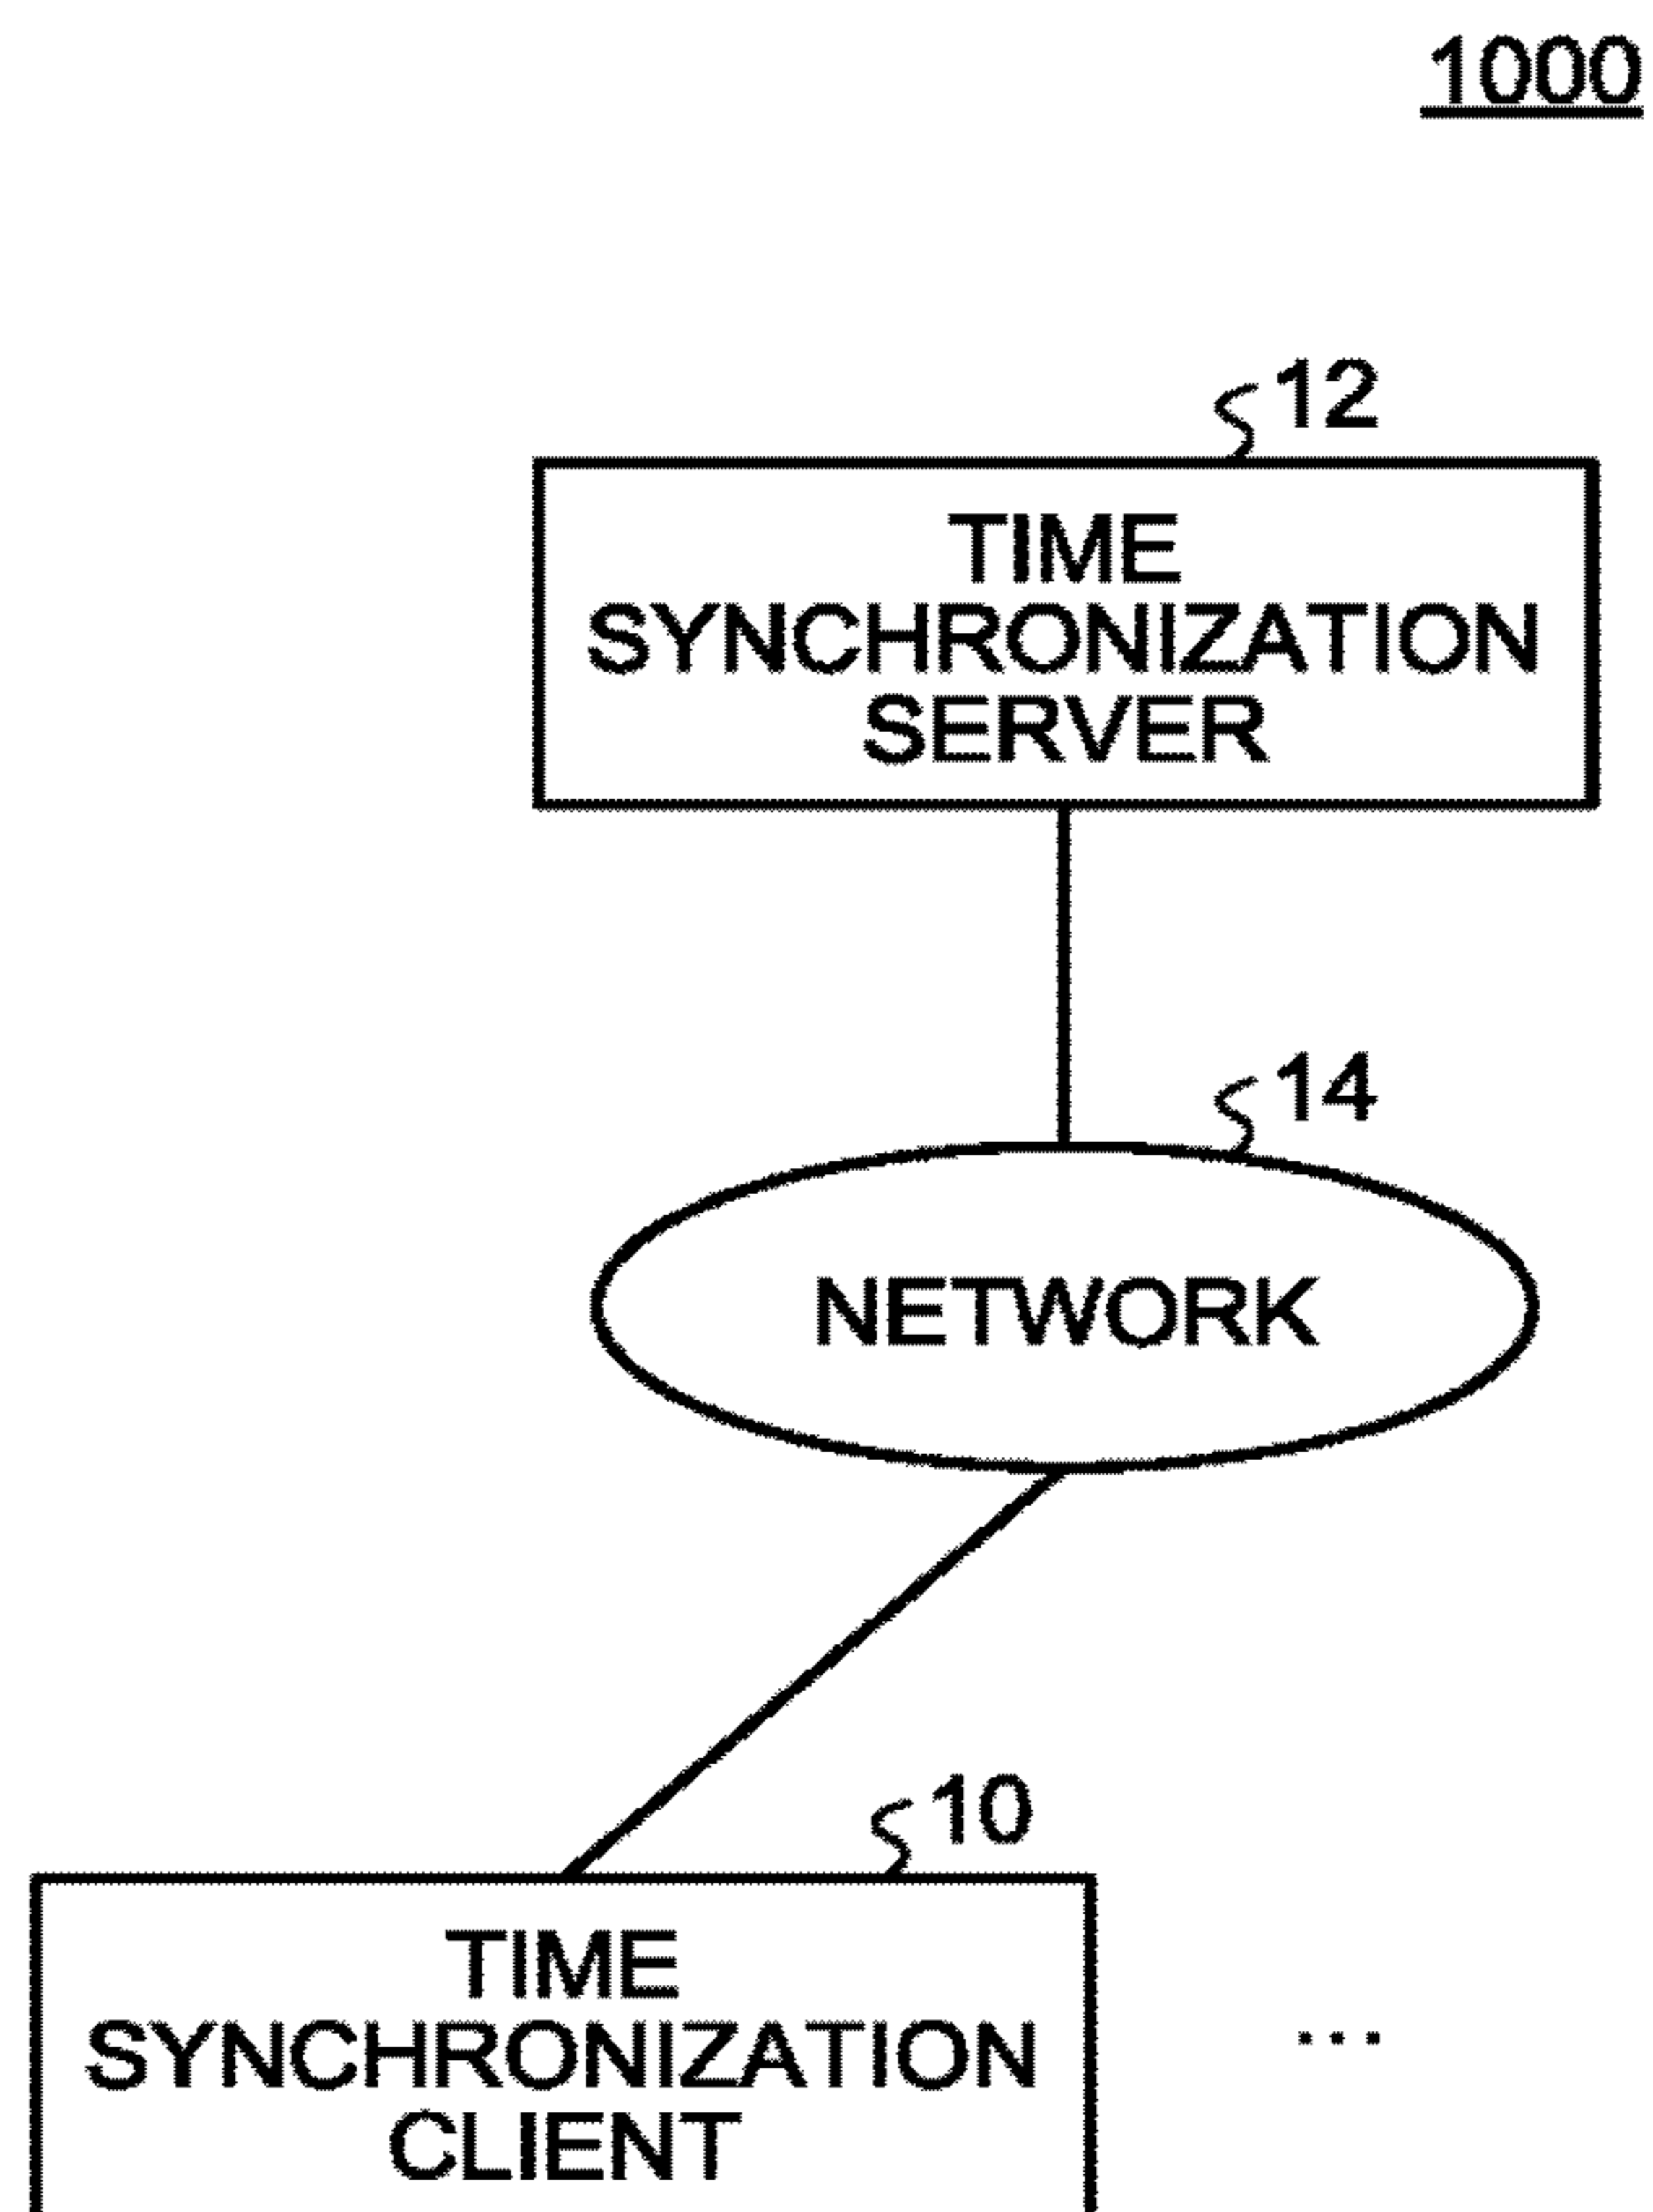 1000
12
TIME
SYNCHRONIZATION
SERVER
14
NETWORK
10
TIME
SYNCHRONIZATION
CLIENT
...